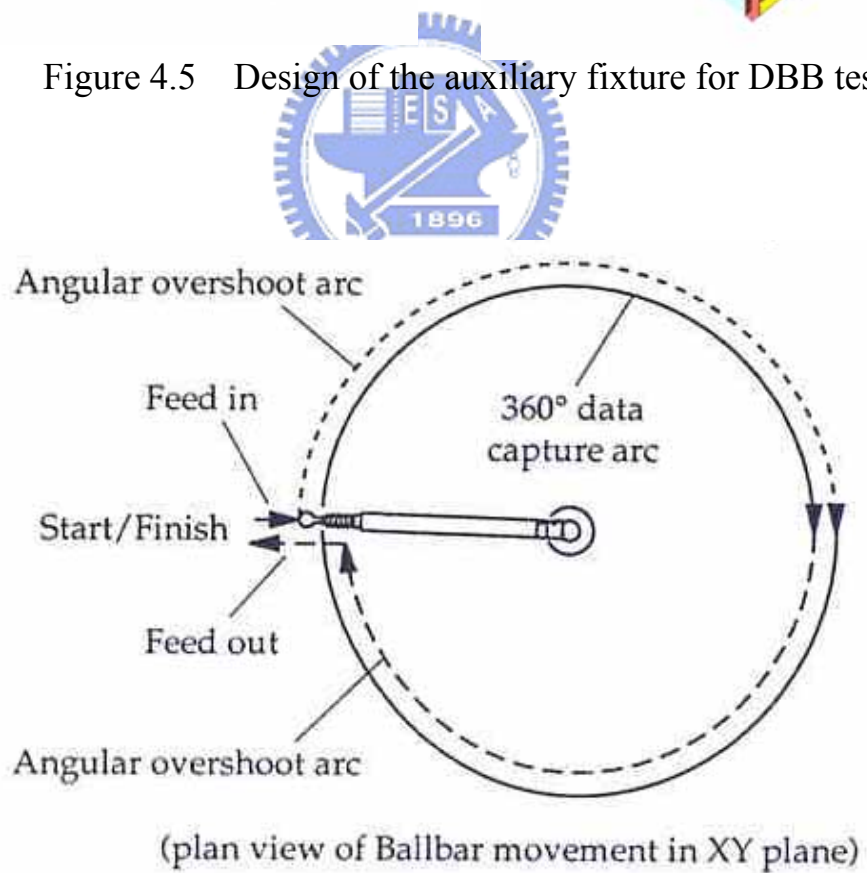 Figure 4.5 Design of the auxiliary fixture for DBB tes
E S A
1896
Angular overshoot arc
Feed in
360° data
capture arc
Start/Finish
Feed out
Angular overshoot arc
(plan view of Ballbar movement in XY plane)